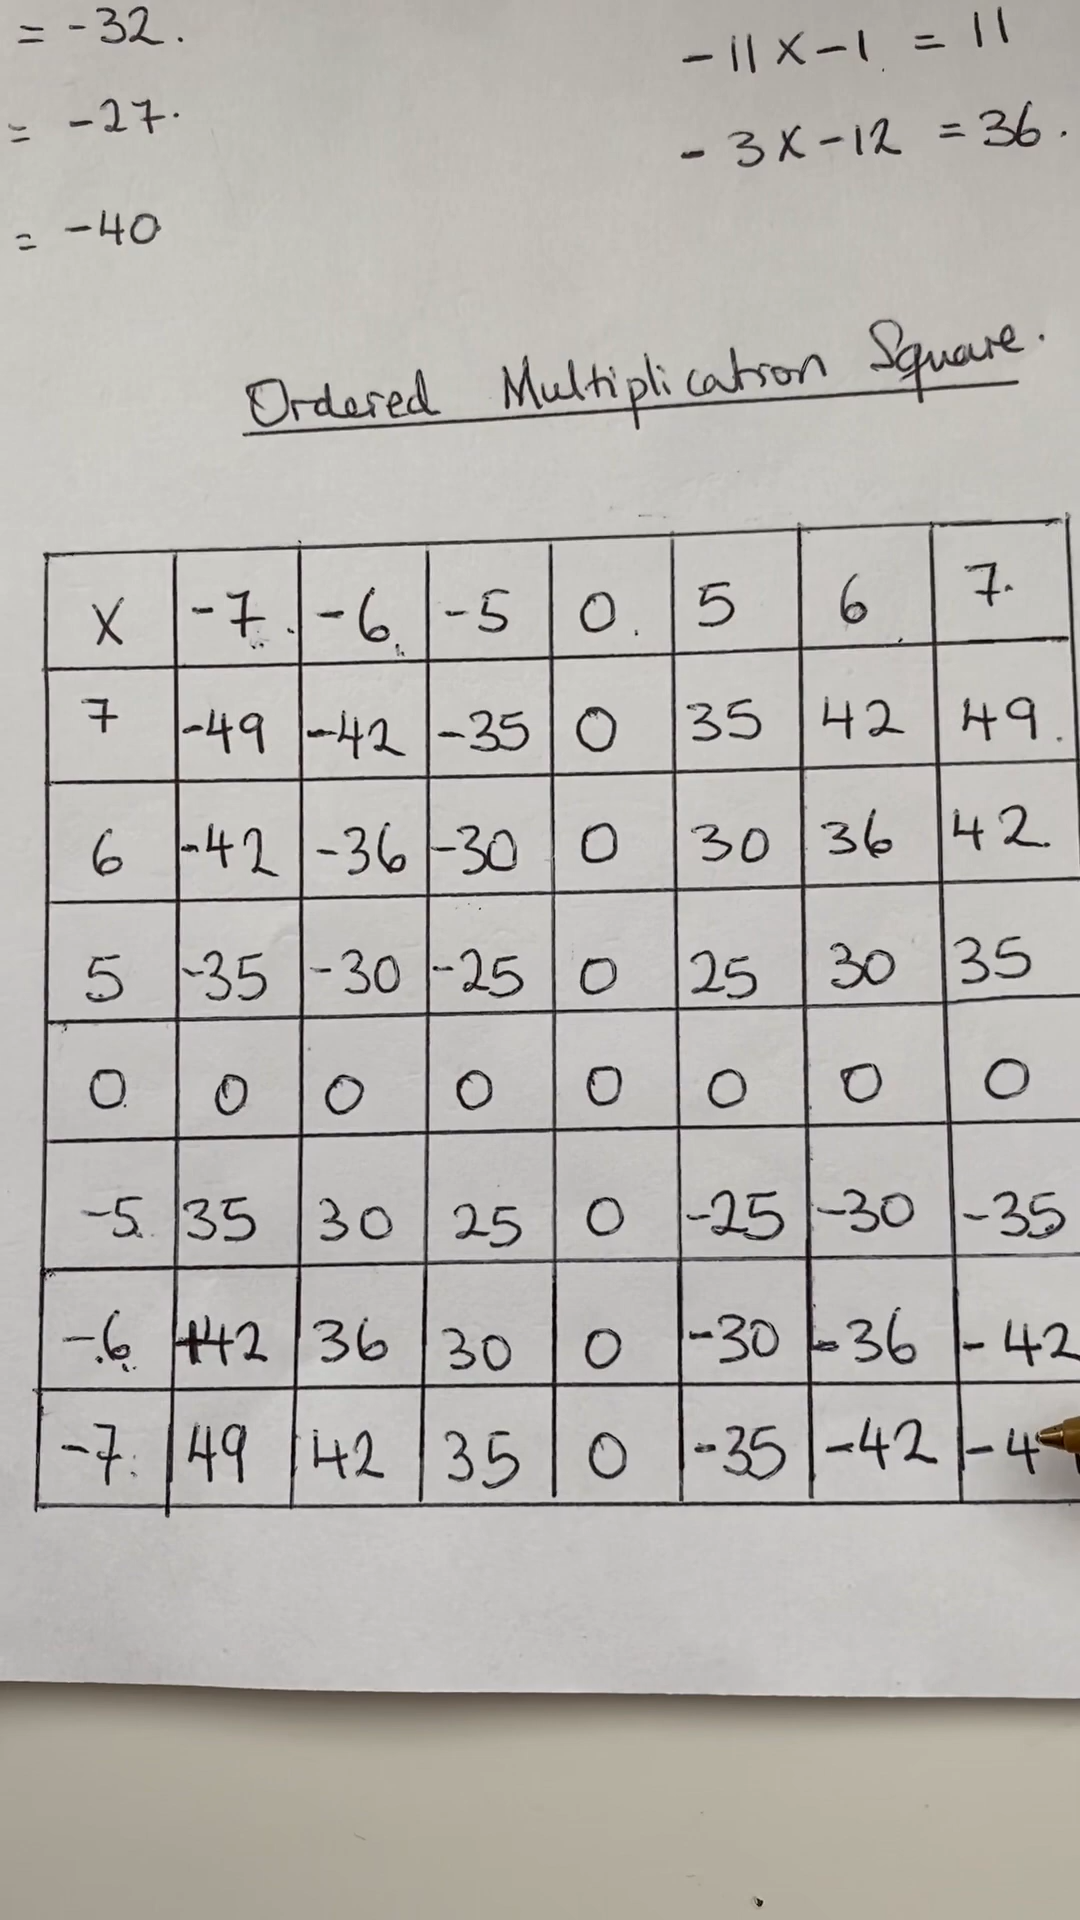 = -32.
-11 x -1 = 11
= -27.
- 3 x -12 = 36.
= -40
Ordered Multiplication Square.
x -7. -6. -5 0. 5 6. 7.
7 -49 -42 -35 0 35 42 49.
6 -42 -36 -30 0 30 36 42.
5 -35 -30 -25 0 25 30 35
0 0 0 0 0 0 0 0
-5 35 30 25 0 -25 -30 -35
-6 +42 36 30 0 -30 -36 -42
-7 49 42 35 0 -35 -42 -4